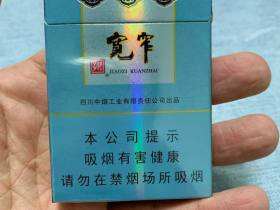 宽窄
JIAOZI KUANZHAI
四川中烟工业有限责任公司出品
本公司提示
吸烟有害健康
请勿在禁烟场所吸烟